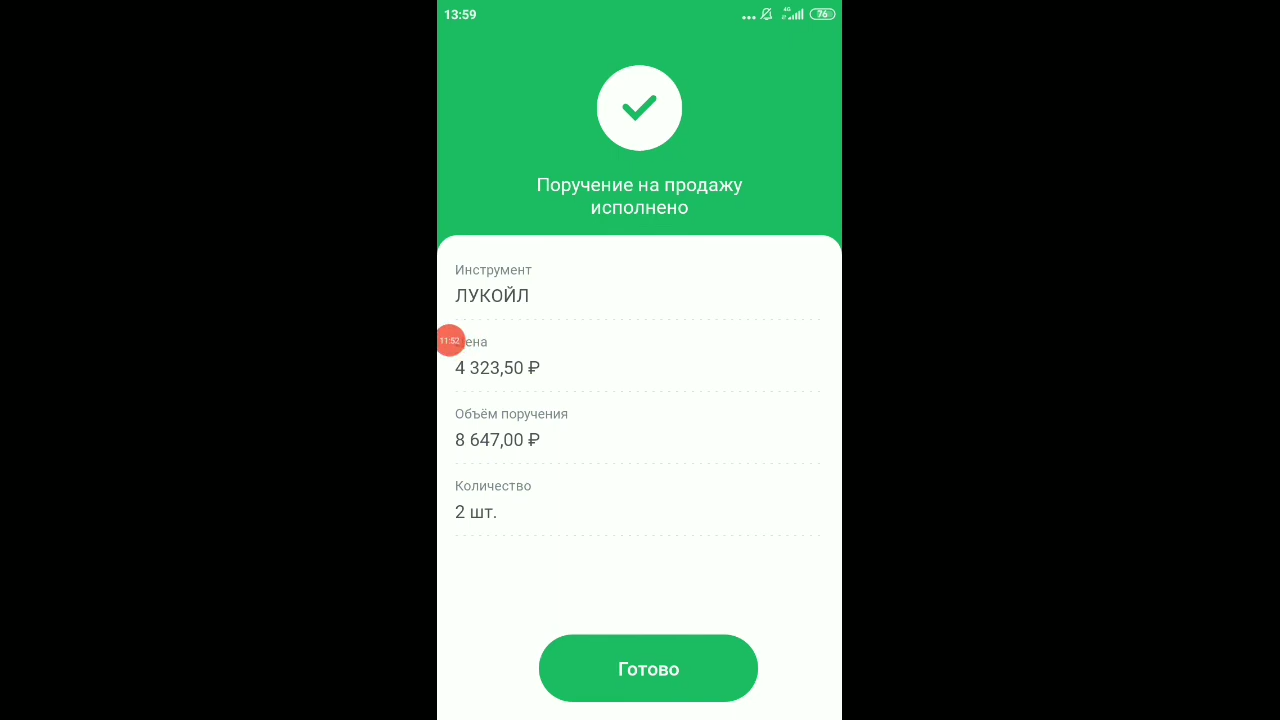 13:59
4G
76
Поручение на продажу
исполнено
Инструмент
ЛУКОЙЛ
11:52
ена
4 323,50 ₽
Объём поручения
8 647,00 ₽
Количество
2 шт.
Готово